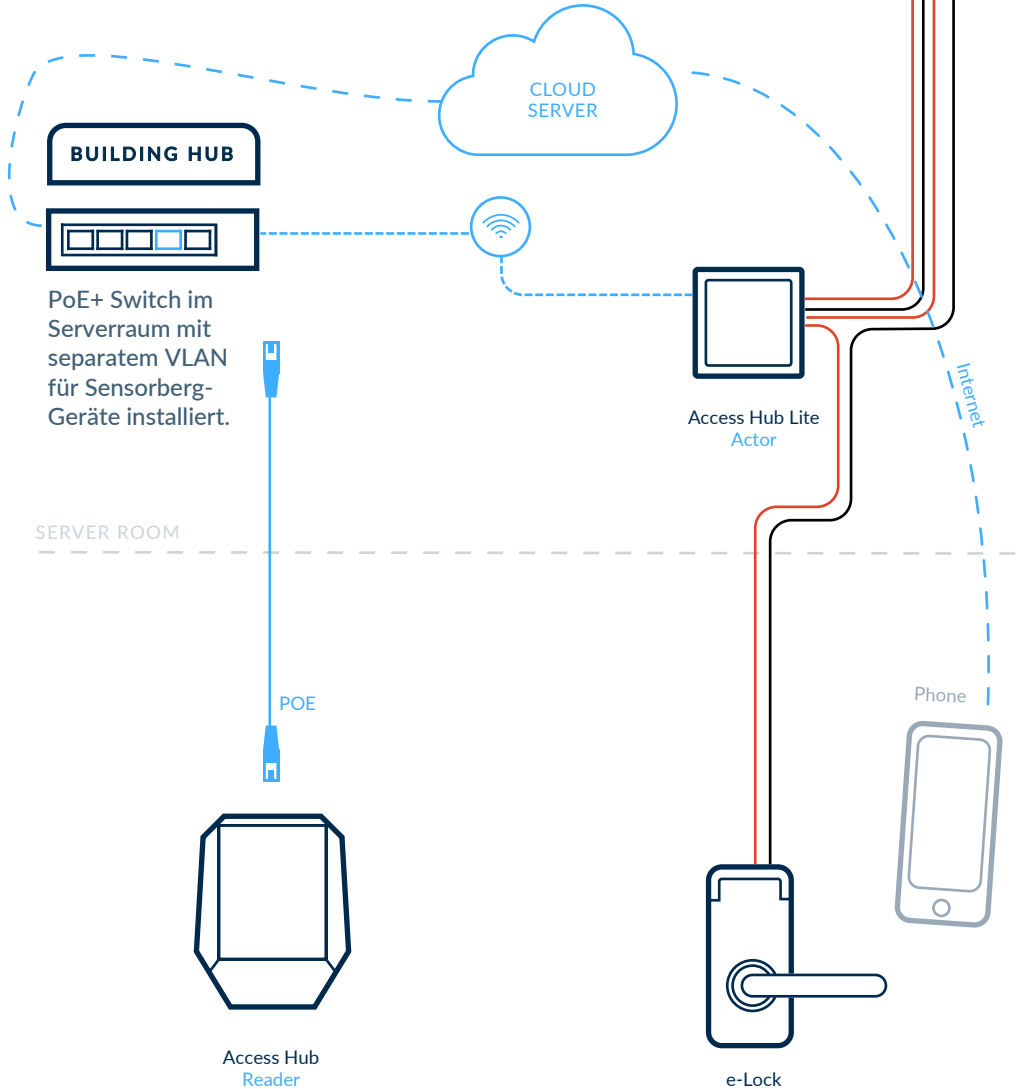 CLOUD
SERVER
BUILDING HUB
PoE+ Switch im
Serverraum mit
separatem VLAN
für Sensorberg-
Geräte installiert.
Internet
Access Hub Lite
Actor
SERVER ROOM
POE
Phone
Access Hub
Reader
e-Lock